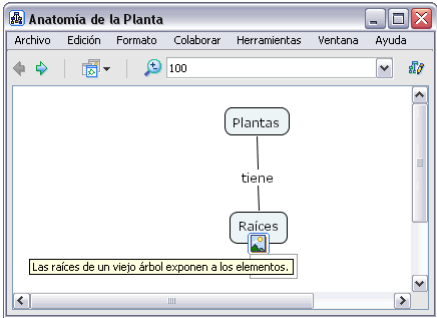 Anatomía de la Planta
Archivo Edición Formato Colaborar Herramientas Ventana Ayuda
100
Plantas
tiene
Raíces
Las raíces de un viejo árbol exponen a los elementos.